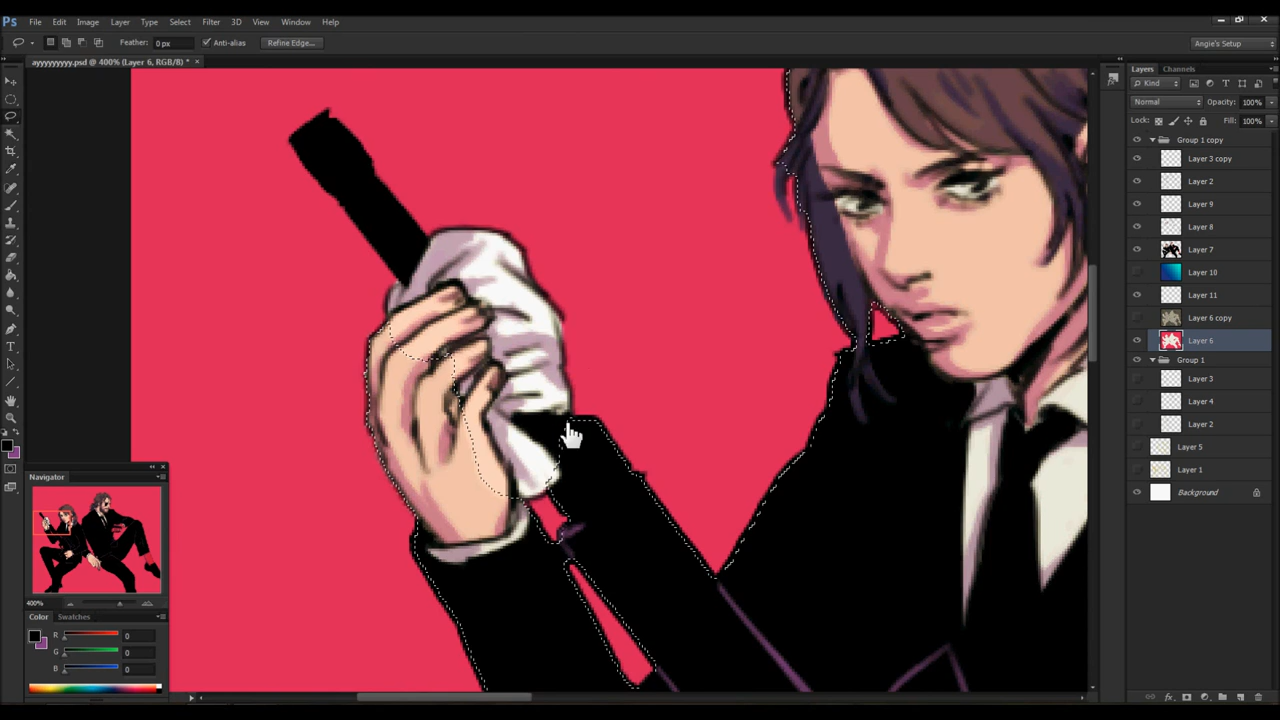 Ps File Edit Image Layer Type Select Filter 3D View Window Help
Feather: 0 px Anti-alias Refine Edge... Angie's Setup
ayyyyyyyyy.psd @ 400% (Layer 6, RGB/8) * ×
Layers Channels
Kind
Normal Opacity: 100%
Lock: Fill: 100%
Group 1 copy
Layer 3 copy
Layer 2
Layer 9
Layer 8
Layer 7
Layer 10
Layer 11
Layer 6 copy
Layer 6
Group 1
Layer 3
Layer 4
Layer 2
Layer 5
Layer 1
Background
Navigator
400%
Color Swatches
R 0
G 0
B 0